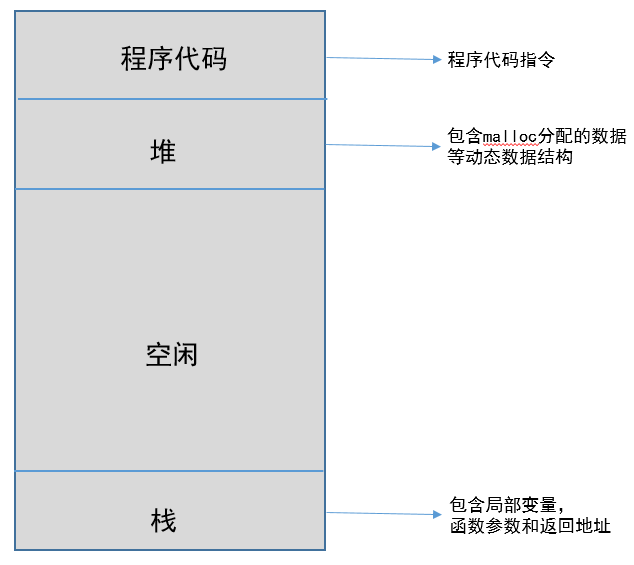 程序代码
程序代码指令
堆
包含malloc分配的数据
等动态数据结构
空闲
栈
包含局部变量，
函数参数和返回地址